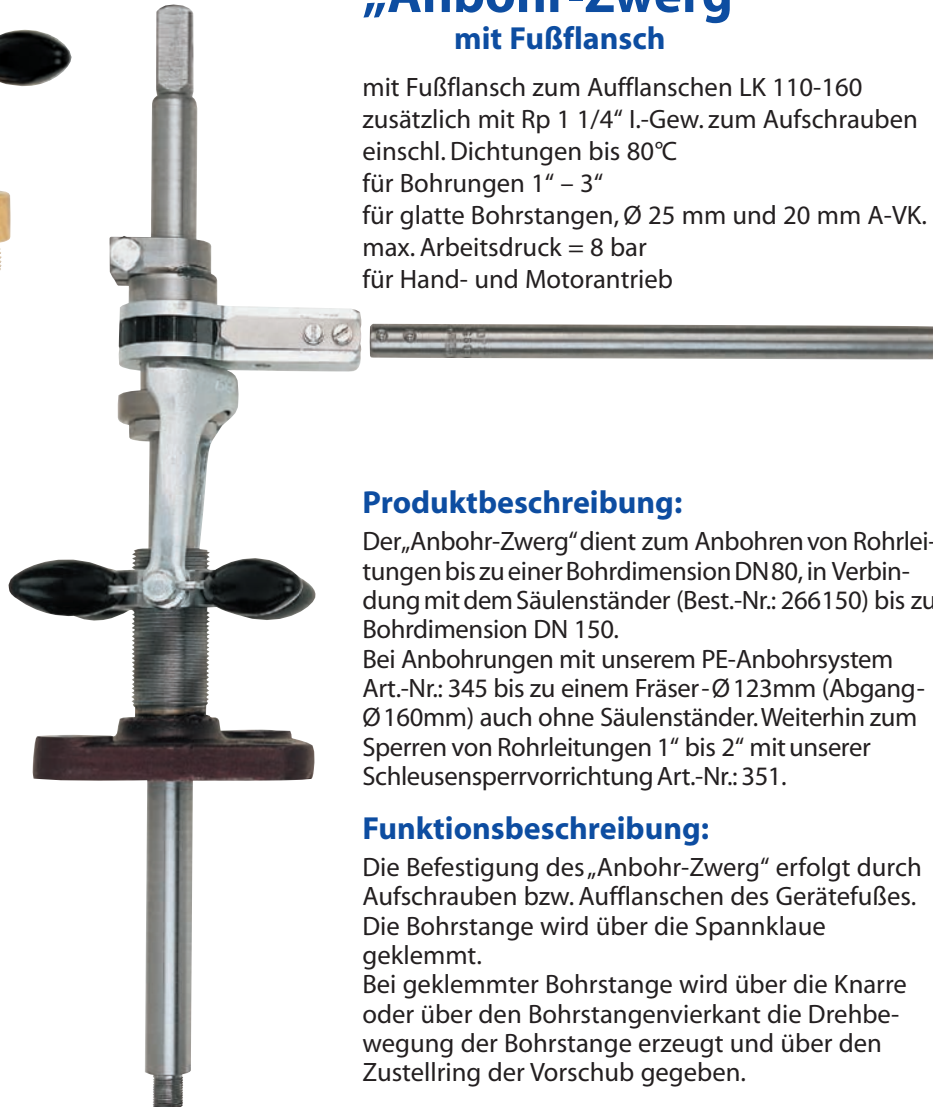 „Anbohr-Zwerg“
mit Fußflansch
mit Fußflansch zum Aufflanschen LK 110-160
zusätzlich mit Rp 1 1/4“ I.-Gew. zum Aufschrauben
einschl. Dichtungen bis 80°C
für Bohrungen 1“ – 3“
für glatte Bohrstangen, Ø 25 mm und 20 mm A-VK.
max. Arbeitsdruck = 8 bar
für Hand- und Motorantrieb
Produktbeschreibung:
Der „Anbohr-Zwerg“ dient zum Anbohren von Rohrlei-
tungen bis zu einer Bohrdimension DN 80, in Verbin-
dung mit dem Säulenständer (Best.-Nr.: 266150) bis zu
Bohrdimension DN 150.
Bei Anbohrungen mit unserem PE-Anbohrsystem
Art.-Nr.: 345 bis zu einem Fräser-Ø 123mm (Abgang-
Ø 160mm) auch ohne Säulenständer. Weiterhin zum
Sperren von Rohrleitungen 1“ bis 2“ mit unserer
Schleusensperrvorrichtung Art.-Nr.: 351.
Funktionsbeschreibung:
Die Befestigung des „Anbohr-Zwerg“ erfolgt durch
Aufschrauben bzw. Aufflanschen des Gerätefußes.
Die Bohrstange wird über die Spannklaue
geklemmt.
Bei geklemmter Bohrstange wird über die Knarre
oder über den Bohrstangenvierkant die Drehbe-
wegung der Bohrstange erzeugt und über den
Zustellring der Vorschub gegeben.